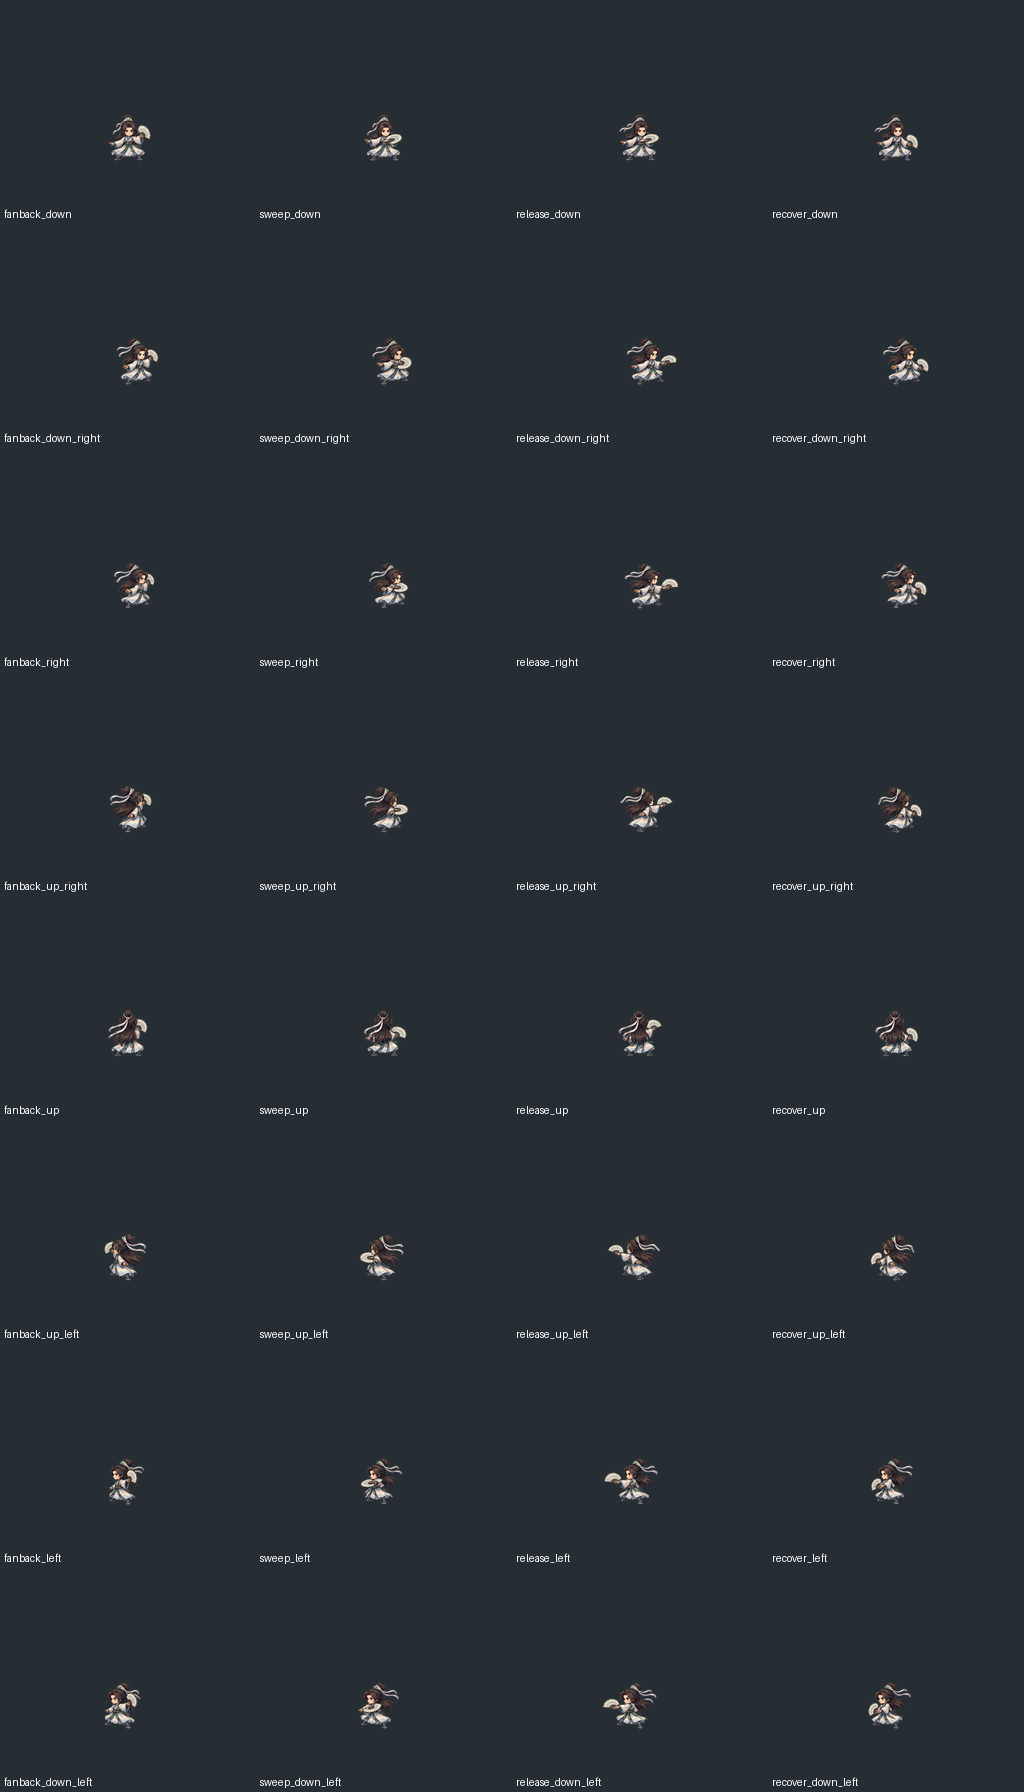 fanback_down
sweep_down
release_down
recover_down
fanback_down_right
sweep_down_right
release_down_right
recover_down_right
fanback_right
sweep_right
release_right
recover_right
fanback_up_right
sweep_up_right
release_up_right
recover_up_right
fanback_up
sweep_up
release_up
recover_up
fanback_up_left
sweep_up_left
release_up_left
recover_up_left
fanback_left
sweep_left
release_left
recover_left
fanback_down_left
sweep_down_left
release_down_left
recover_down_left